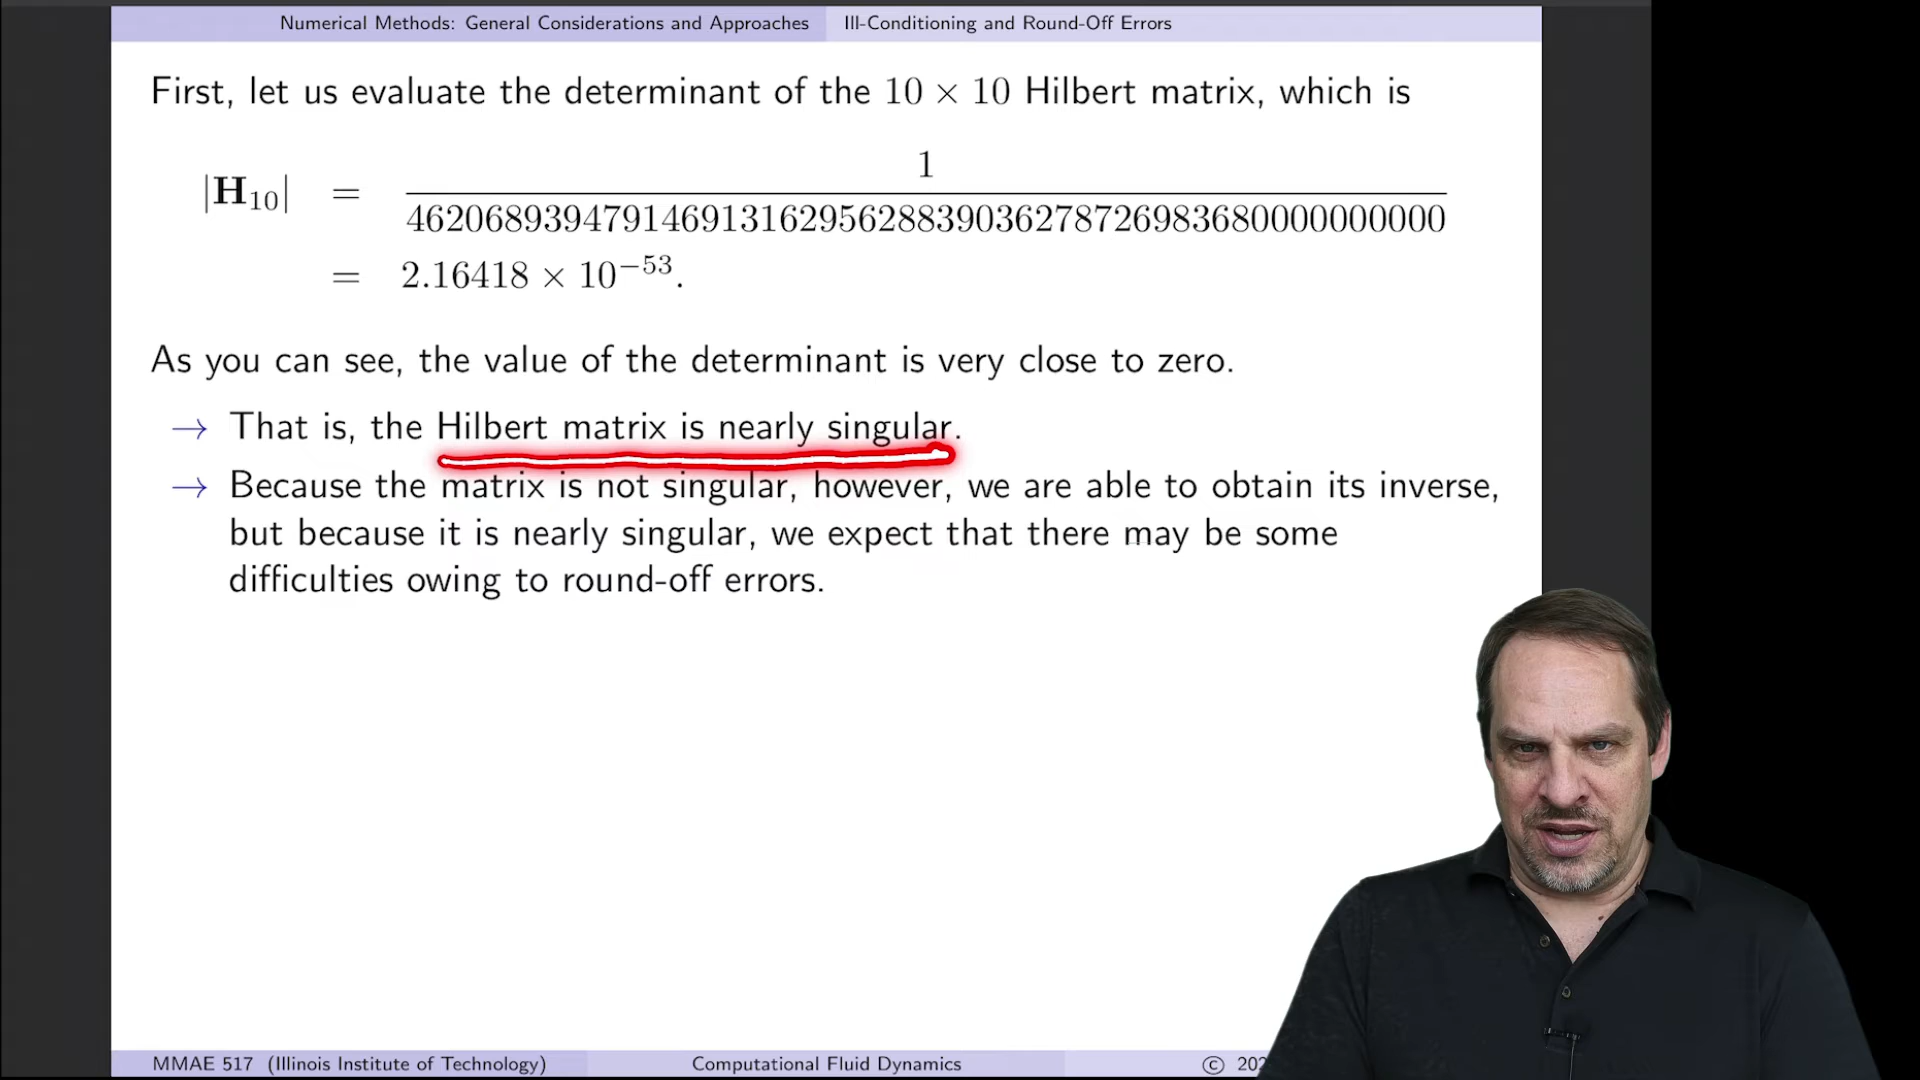 Numerical Methods: General Considerations and Approaches Ill-Conditioning and Round-Off Errors
First, let us evaluate the determinant of the 10 × 10 Hilbert matrix, which is
1
|H₁₀| = 46206893947914691316295628839036278726983680000000000
= 2.16418 × 10⁻⁵³.
As you can see, the value of the determinant is very close to zero.
→ That is, the Hilbert matrix is nearly singular.
→ Because the matrix is not singular, however, we are able to obtain its inverse,
but because it is nearly singular, we expect that there may be some
difficulties owing to round-off errors.
MMAE 517 (Illinois Institute of Technology) Computational Fluid Dynamics ©